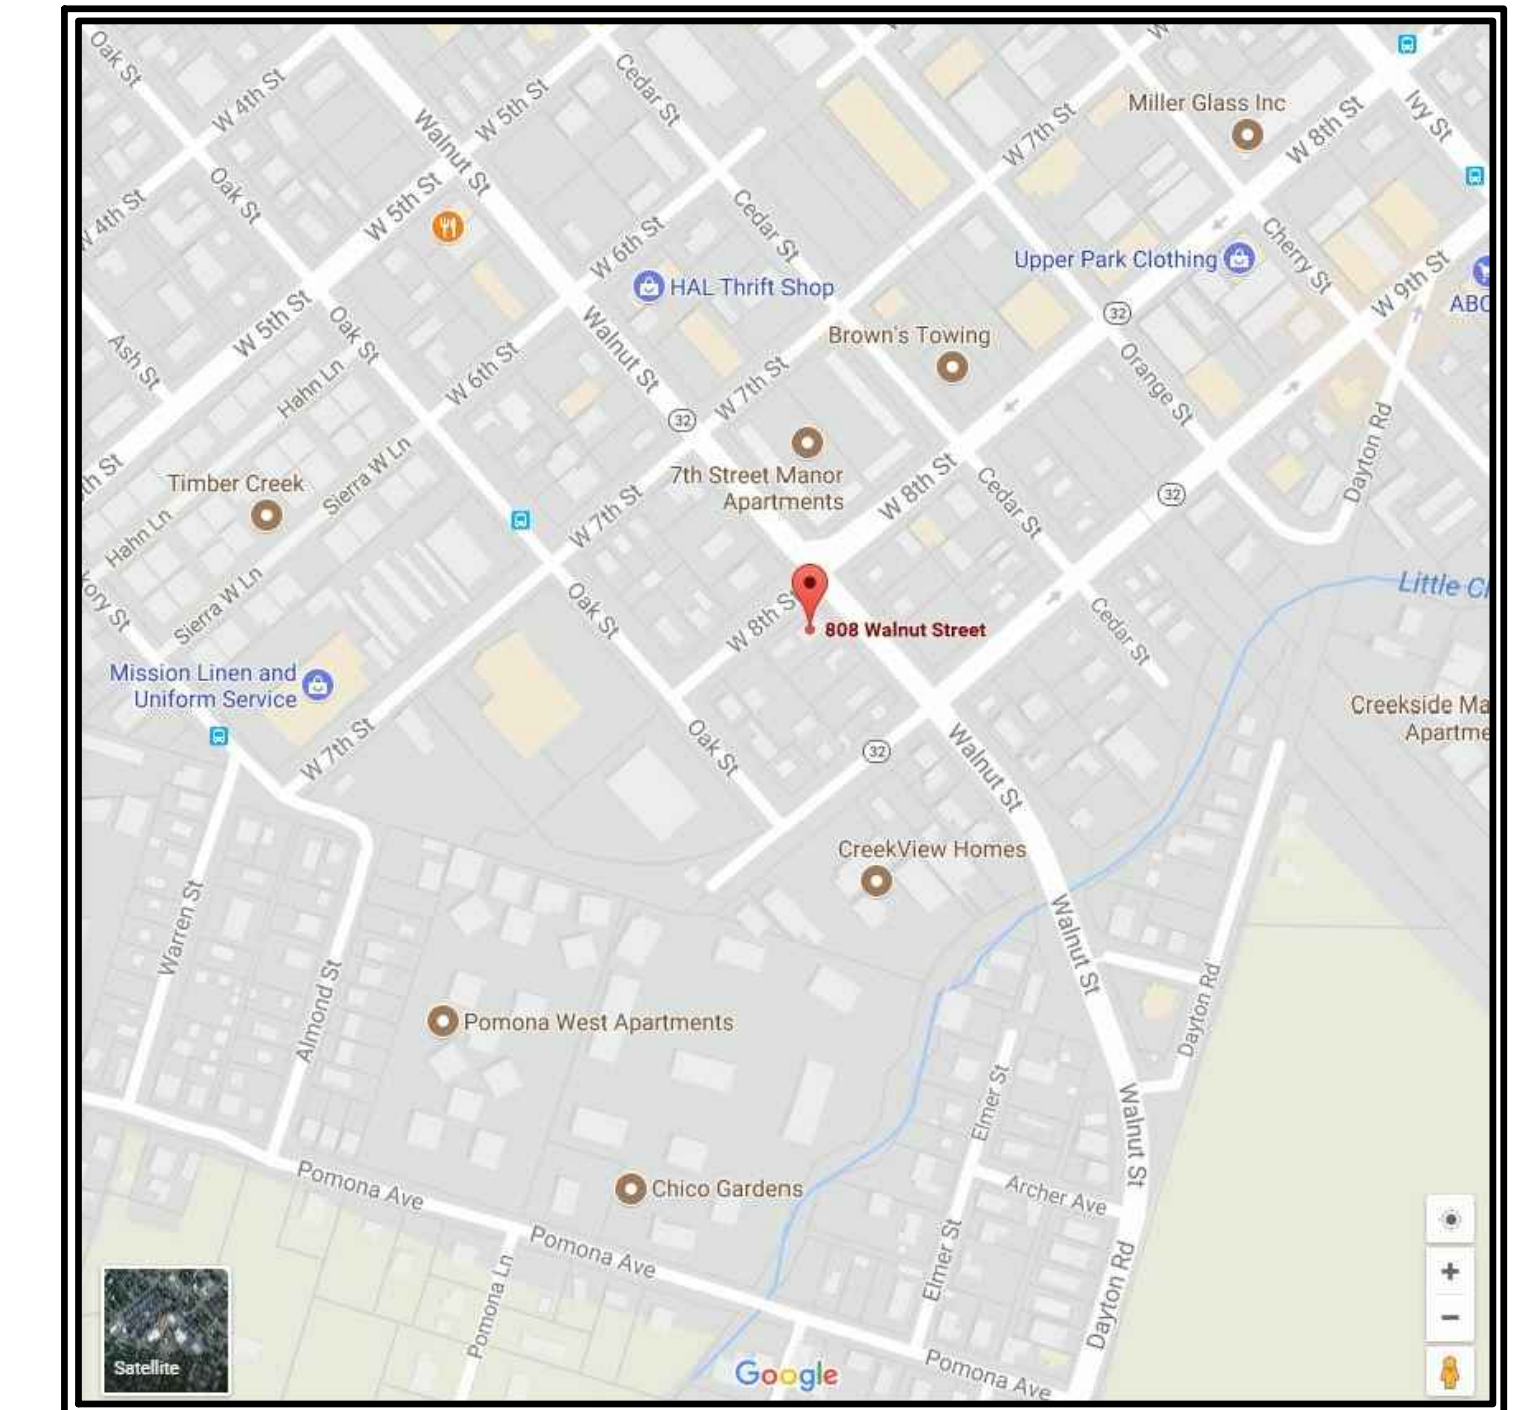 Oak St
W 4th St
Walnut St
W 5th St
Cedar St
W 7th St
Miller Glass Inc
W 8th St
Ivy St
W 4th St
Oak St
W 5th St
W 6th St
Cedar St
Upper Park Clothing
Cherry St
W 9th St
HAL Thrift Shop
ABC
W 5th St
Oak St
Walnut St
32
Brown's Towing
Ash St
Hahn Ln
W 6th St
W 7th St
Orange St
32
7th Street Manor
Apartments
Dayton Rd
th St
Timber Creek
Sierra W Ln
W 7th St
W 8th St
Cedar St
32
Hahn Ln
kory St
Sierra W Ln
Oak St
W 8th St
808 Walnut Street
Cedar St
Little C
Mission Linen and
Uniform Service
W 7th St
Oak St
32
Walnut St
Creekside Ma
Apartme
CreekView Homes
Warren St
Almond St
Walnut St
Dayton Rd
Pomona West Apartments
Elmer St
Walnut St
Pomona Ave
Chico Gardens
Archer Ave
Pomona Ave
Pomona Ln
Elmer St
Dayton Rd
Satellite
Google
Pomona Ave